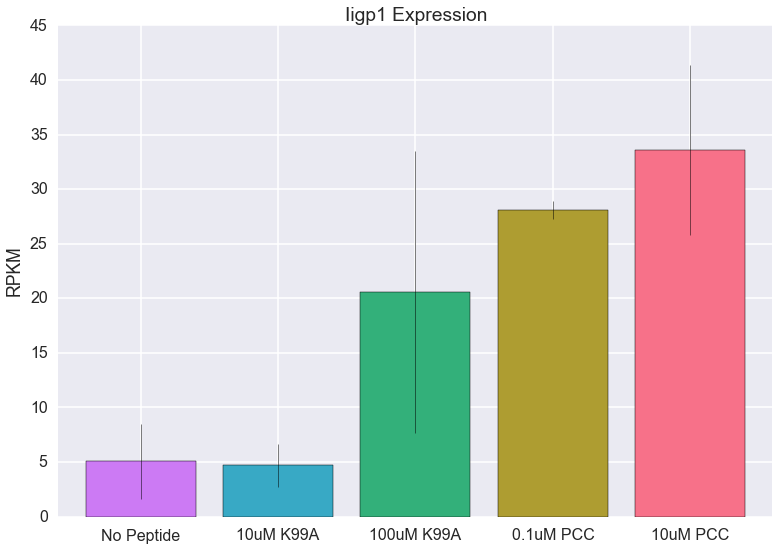 Iigp1 Expression
45
40
35
30
25
20
15
10
5
0
RPKM
No Peptide
10uM K99A
100uM K99A
0.1uM PCC
10uM PCC